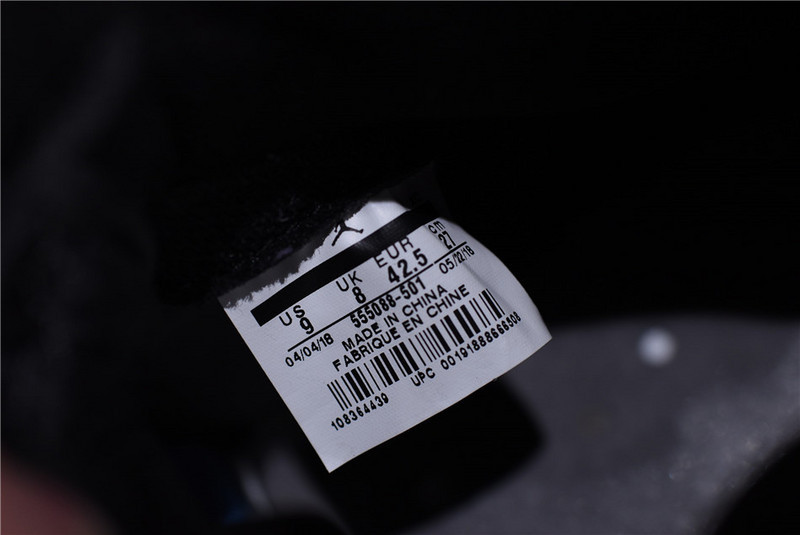 US UK EUR cm
9 8 42.5 27
04/04/18 555088-501 05/22/18
MADE IN CHINA
FABRIQUE EN CHINE
108364439 UPC 00191888666508